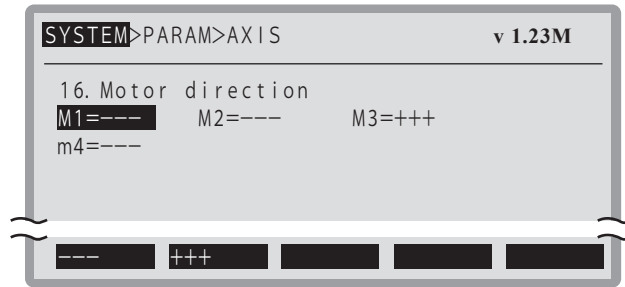 SYSTEM>PARAM>AXIS v 1.23M
16. Motor direction
M1=--- M2=--- M3=+++
m4=---
--- +++